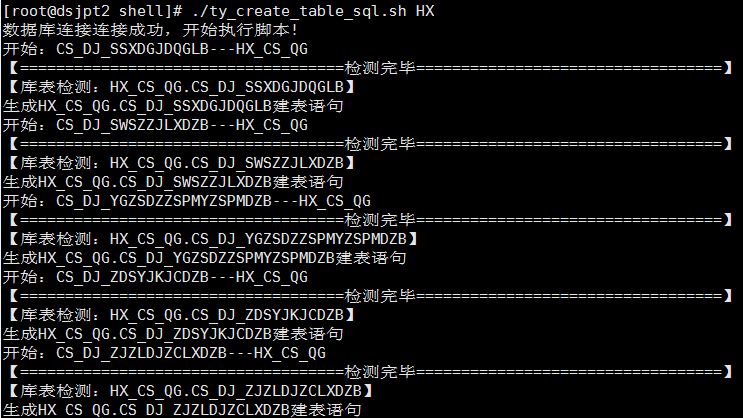 [root@dsjpt2 shell]# ./ty_create_table_sql.sh HX
数据库连接连接成功，开始执行脚本!
开始：CS_DJ_SSXDGJDQGLB---HX_CS_QG
【====================================检测完毕==================================】
【库表检测：HX_CS_QG.CS_DJ_SSXDGJDQGLB】
生成HX_CS_QG.CS_DJ_SSXDGJDQGLB建表语句
开始：CS_DJ_SWSZZJLXDZB---HX_CS_QG
【====================================检测完毕==================================】
【库表检测：HX_CS_QG.CS_DJ_SWSZZJLXDZB】
生成HX_CS_QG.CS_DJ_SWSZZJLXDZB建表语句
开始：CS_DJ_YGZSDZZSPMYZSPMDZB---HX_CS_QG
【====================================检测完毕==================================】
【库表检测：HX_CS_QG.CS_DJ_YGZSDZZSPMYZSPMDZB】
生成HX_CS_QG.CS_DJ_YGZSDZZSPMYZSPMDZB建表语句
开始：CS_DJ_ZDSYJKJCDZB---HX_CS_QG
【====================================检测完毕==================================】
【库表检测：HX_CS_QG.CS_DJ_ZDSYJKJCDZB】
生成HX_CS_QG.CS_DJ_ZDSYJKJCDZB建表语句
开始：CS_DJ_ZJZLDJZCLXDZB---HX_CS_QG
【====================================检测完毕==================================】
【库表检测：HX_CS_QG.CS_DJ_ZJZLDJZCLXDZB】
生成HX_CS_QG.CS_DJ_ZJZLDJZCLXDZB建表语句